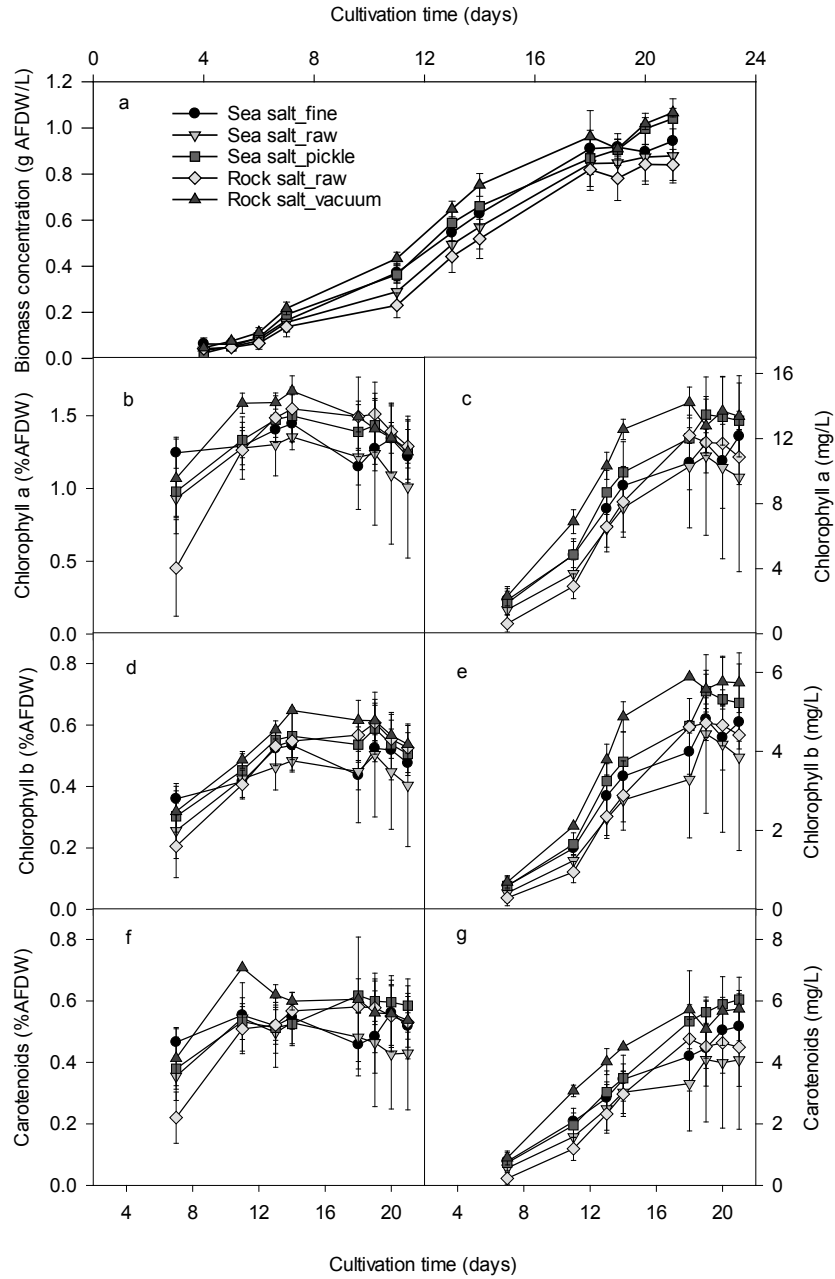 Cultivation time (days)
0 4 8 12 16 20 24
Biomass concentration (g AFDW/L)
1.2
1.0
0.8
0.6
0.4
0.2
0.0
a
Sea salt_fine
Sea salt_raw
Sea salt_pickle
Rock salt_raw
Rock salt_vacuum
Chlorophyll a (%AFDW)
1.5
1.0
0.5
0.0
b
c
16
12
8
4
0
Chlorophyll a (mg/L)
Chlorophyll b (%AFDW)
0.8
0.6
0.4
0.2
0.0
d
e
6
4
2
0
Chlorophyll b (mg/L)
Carotenoids (%AFDW)
0.8
0.6
0.4
0.2
0.0
f
g
8
6
4
2
0
Carotenoids (mg/L)
4 8 12 16 20 4 8 12 16 20
Cultivation time (days) Cultivation time (days)